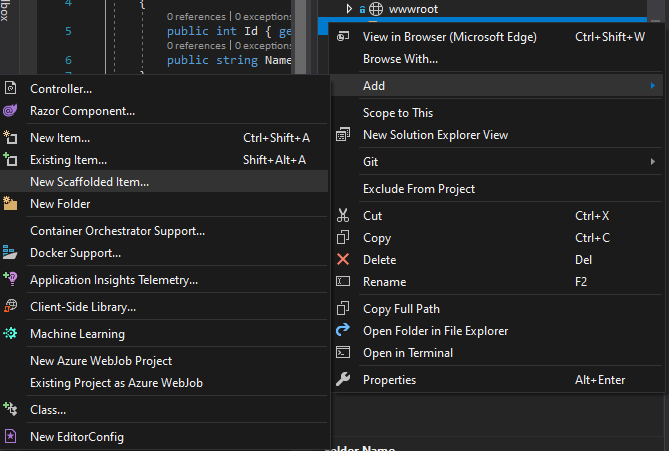 lbox
4
{
0 references | 0 exceptions
5
public int Id { ge
0 references | 0 exceptions
6
public string Name
7
}
wwwroot
View in Browser (Microsoft Edge) Ctrl+Shift+W
Browse With...
Add
Scope to This
New Solution Explorer View
Git
Exclude From Project
Cut Ctrl+X
Copy Ctrl+C
Delete Del
Rename F2
Copy Full Path
Open Folder in File Explorer
Open in Terminal
Properties Alt+Enter
Controller...
Razor Component...
New Item... Ctrl+Shift+A
Existing Item... Shift+Alt+A
New Scaffolded Item...
New Folder
Container Orchestrator Support...
Docker Support...
Application Insights Telemetry...
Client-Side Library...
Machine Learning
New Azure WebJob Project
Existing Project as Azure WebJob
Class...
New EditorConfig
older Name